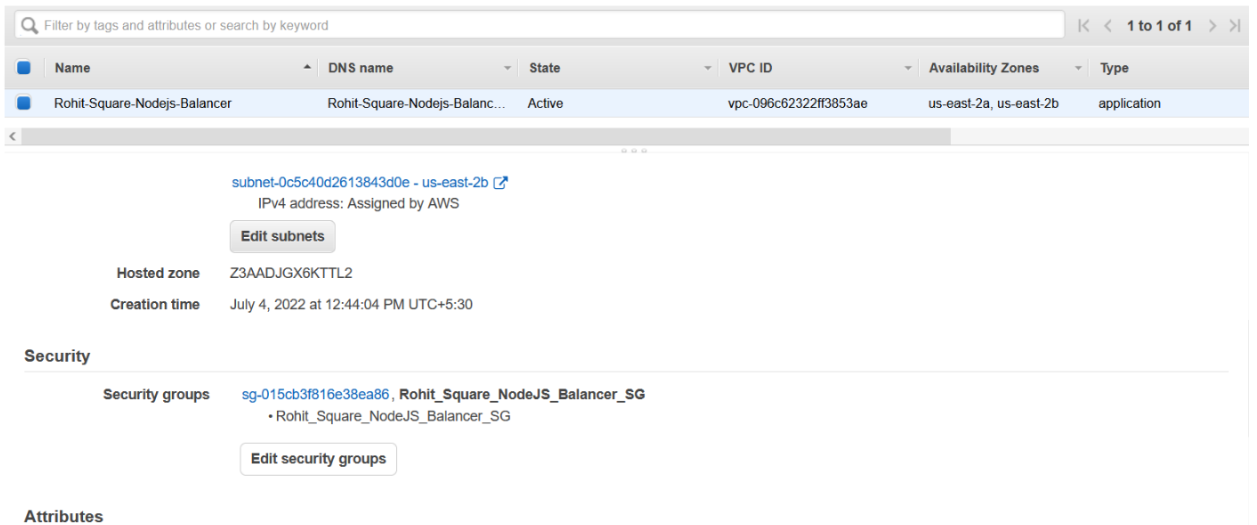 Filter by tags and attributes or search by keyword
1 to 1 of 1
Name DNS name State VPC ID Availability Zones Type
Rohit-Square-Nodejs-Balancer Rohit-Square-Nodejs-Balanc... Active vpc-096c62322ff3853ae us-east-2a, us-east-2b application
subnet-0c5c40d2613843d0e - us-east-2b
IPv4 address: Assigned by AWS
Edit subnets
Hosted zone Z3AADJGX6KTTL2
Creation time July 4, 2022 at 12:44:04 PM UTC+5:30
Security
Security groups sg-015cb3f816e38ea86, Rohit_Square_NodeJS_Balancer_SG
• Rohit_Square_NodeJS_Balancer_SG
Edit security groups
Attributes